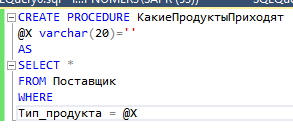 CREATE PROCEDURE КакиеПродуктыПриходят
@X varchar(20)=''
AS
SELECT *
FROM Поставщик
WHERE
Тип_продукта = @X